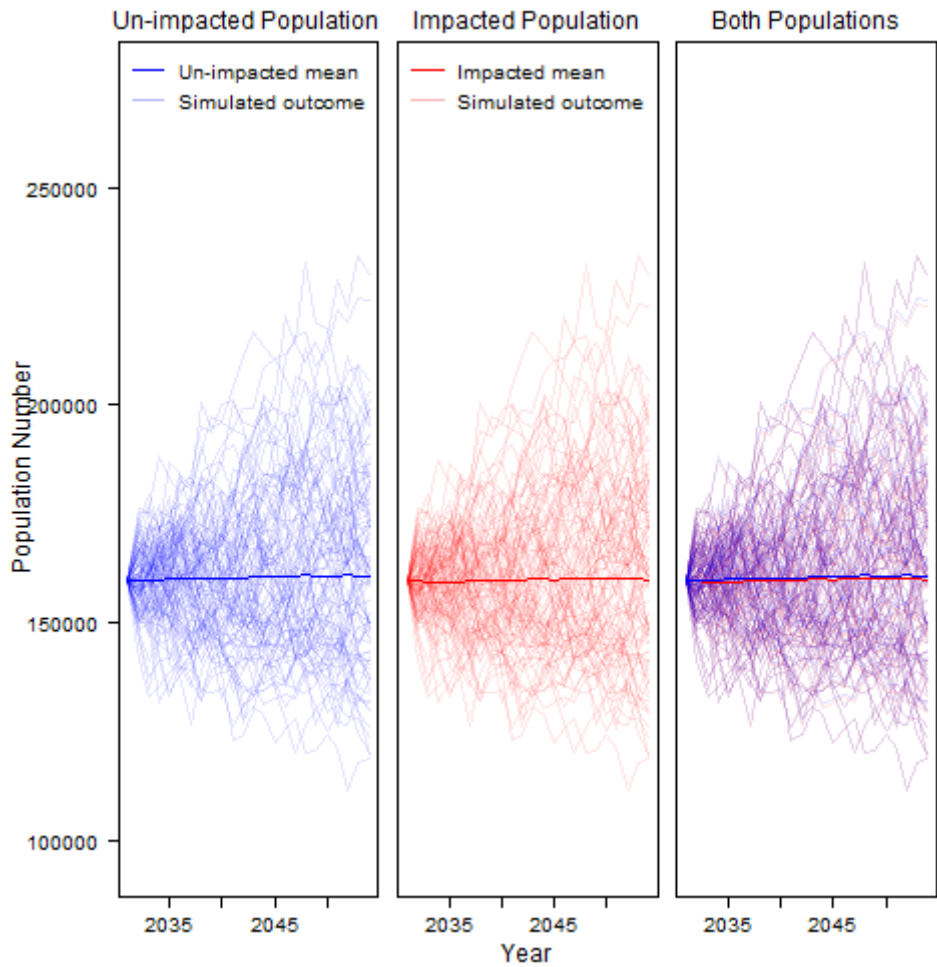 Un-impacted Population
Impacted Population
Both Populations
Un-impacted mean
Simulated outcome
Impacted mean
Simulated outcome
Population Number
250000
200000
150000
100000
2035
2045
2035
2045
2035
2045
Year